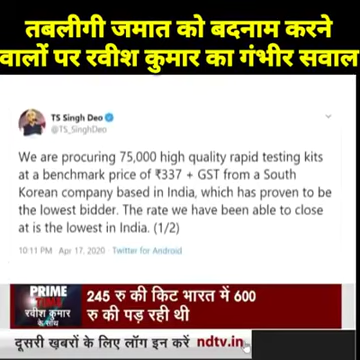 तबलीगी जमात को बदनाम करने
वालों पर रवीश कुमार का गंभीर सवाल
TS Singh Deo
@TS_SinghDeo
We are procuring 75,000 high quality rapid testing kits
at a benchmark price of ₹337 + GST from a South
Korean company based in India, which has proven to be
the lowest bidder. The rate we have been able to close
at is the lowest in India. (1/2)
10:11 PM Apr 17, 2020 Twitter for Android
PRIME
TIME
रवीश कुमार
के साथ
245 रु की किट भारत में 600
रु की पड़ रही थी
दूसरी ख़बरों के लिए लॉग इन करें ndtv.in